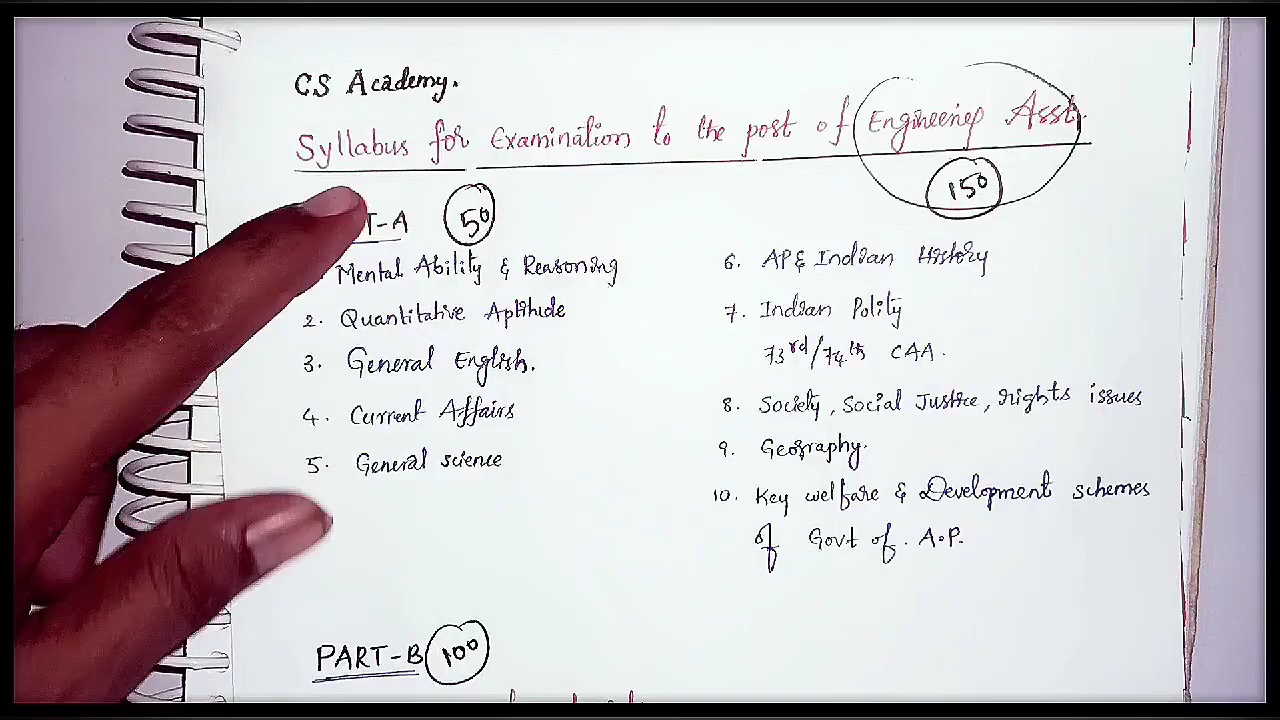 CS Academy.
Syllabus for Examination to the post of Engineering Asst.
150
T-A 50
Mental Ability & Reasoning
2. Quantitative Aptitude
3. General English.
4. Current Affairs
5. General science
6. AP & Indian History
7. Indian Polity
73rd/74th CAA.
8. Society, Social Justice, rights issues
9. Geography.
10. Key welfare & Development schemes
of Govt of. A.P.
PART-B 100